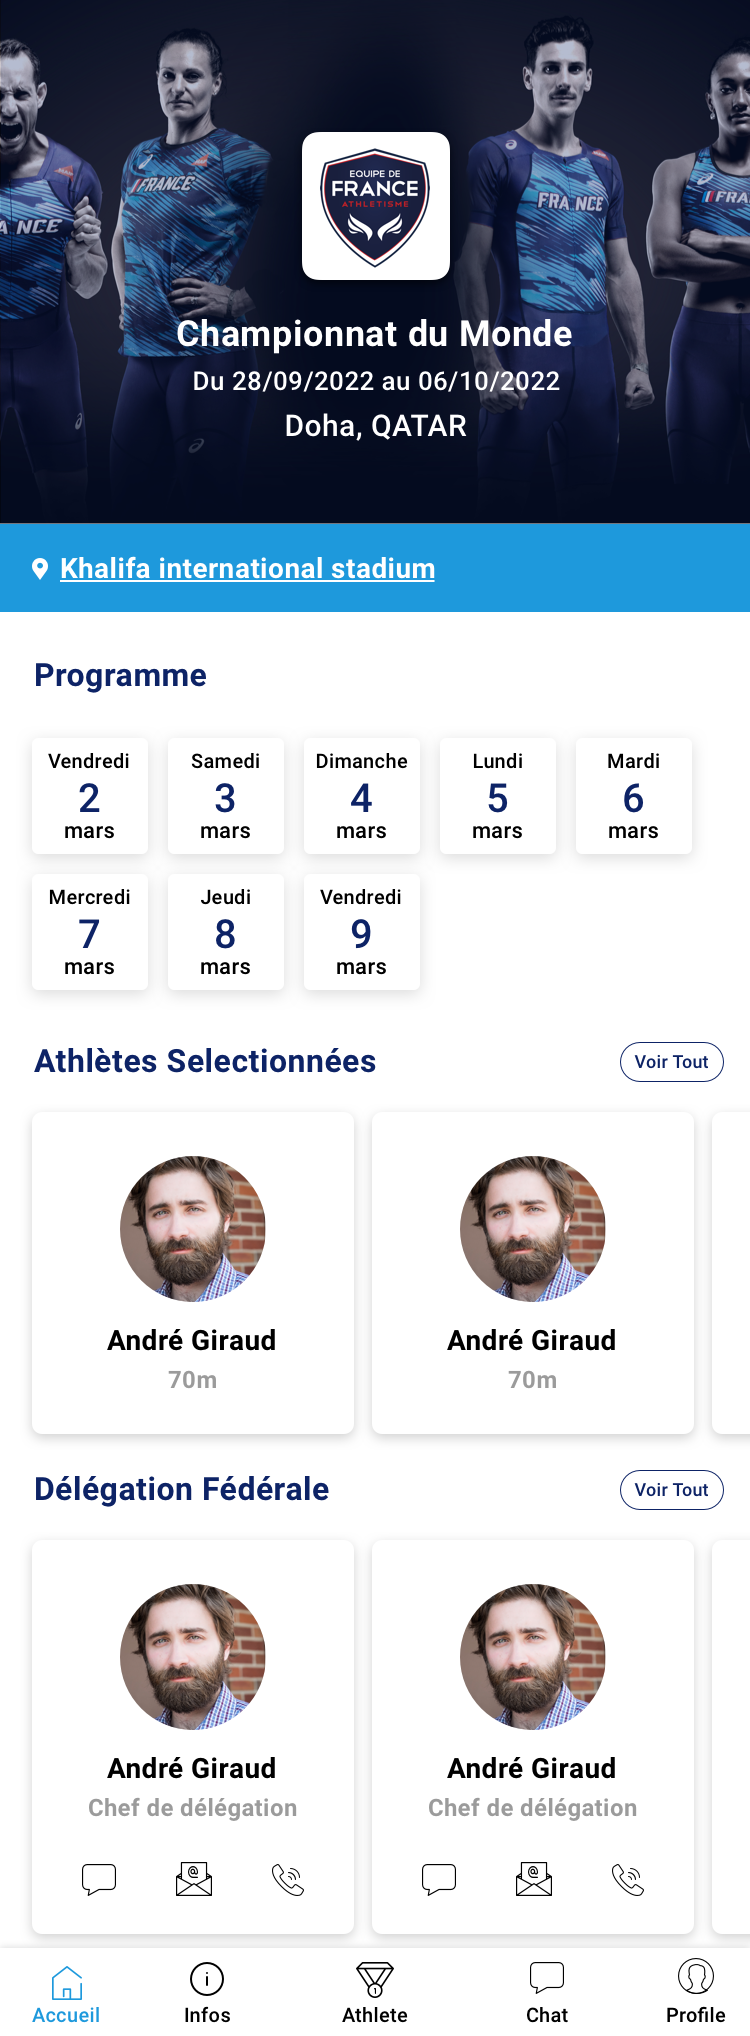 FRANCE
FRANCE
FRA
EQUIPE DE
FRANCE
ATHLETISME
Championnat du Monde
Du 28/09/2022 au 06/10/2022
Doha, QATAR
Khalifa international stadium
Programme
Vendredi Samedi Dimanche Lundi Mardi
2 3 4 5 6
mars mars mars mars mars
Mercredi Jeudi Vendredi
7 8 9
mars mars mars
Athlètes Selectionnées Voir Tout
André Giraud André Giraud
70m 70m
Délégation Fédérale Voir Tout
André Giraud André Giraud
Chef de délégation Chef de délégation
Accueil Infos Athlete Chat Profile